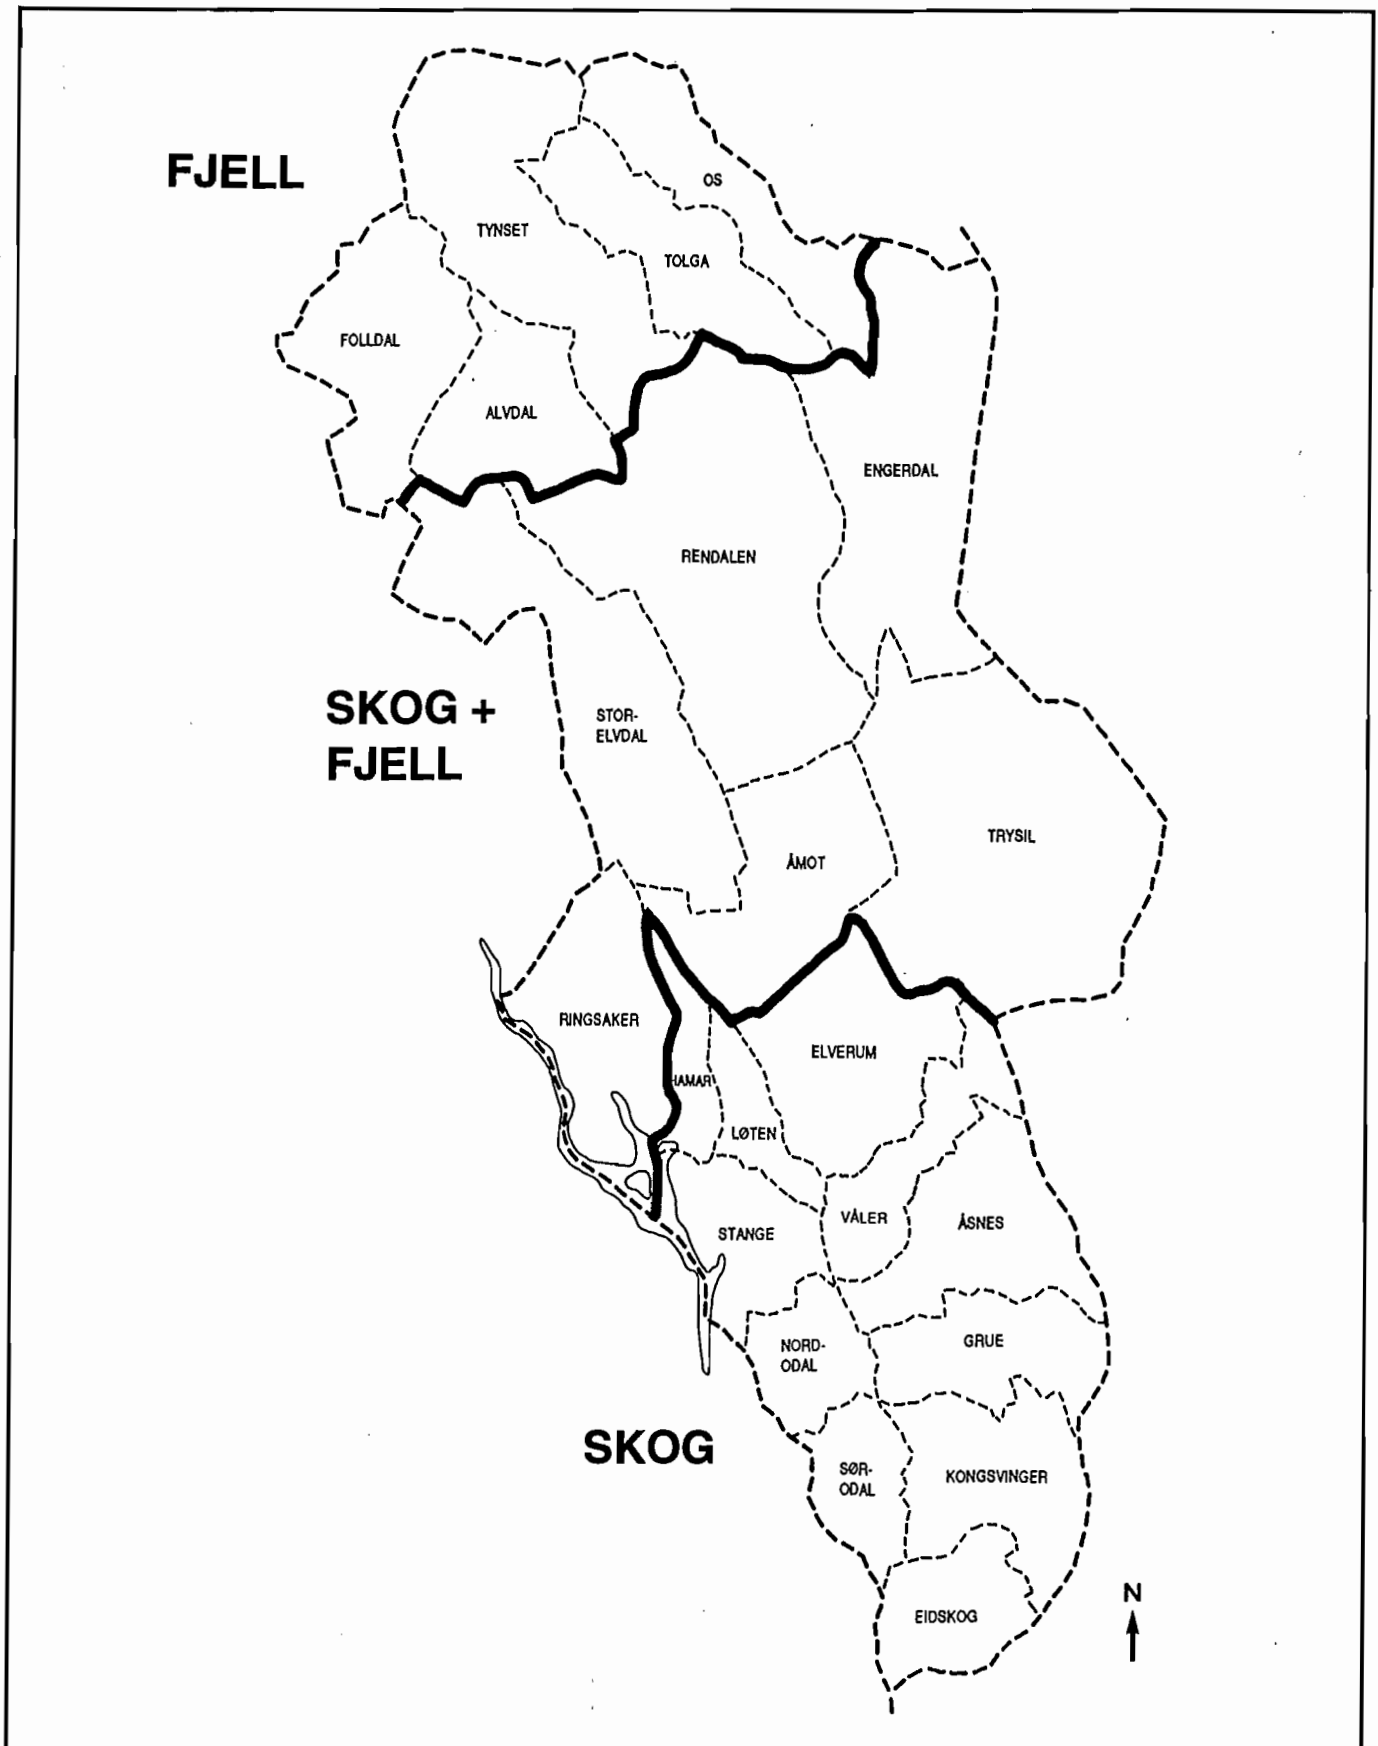 FJELL
OS
TYNSET
TOLGA
FOLLDAL
ALVDAL
ENGERDAL
RENDALEN
SKOG +
FJELL
STOR-
ELVDAL
TRYSIL
ÅMOT
RINGSAKER
ELVERUM
HAMAR
LØTEN
VÅLER
ÅSNES
STANGE
NORD-
ODAL
GRUE
SKOG
SØR-
ODAL
KONGSVINGER
N
EIDSKOG